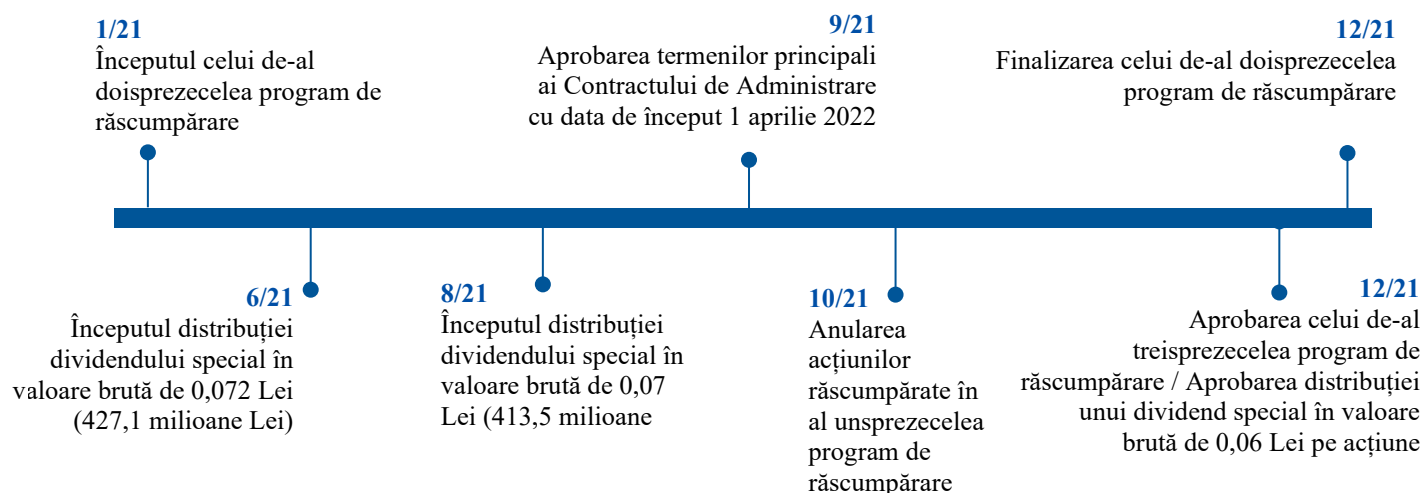 1/21
Începutul celui de-al
doisprezecelea program de
răscumpărare
9/21
Aprobarea termenilor principali
ai Contractului de Administrare
cu data de început 1 aprilie 2022
12/21
Finalizarea celui de-al doisprezecelea
program de răscumpărare
6/21
Începutul distribuției
dividendului special în
valoare brută de 0,072 Lei
(427,1 milioane Lei)
8/21
Începutul distribuției
dividendului special în
valoare brută de 0,07
Lei (413,5 milioane
10/21
Anularea
acțiunilor
răscumpărate în
al unsprezecelea
program de
răscumpărare
12/21
Aprobarea celui de-al
treisprezecelea program de
răscumpărare / Aprobarea distribuției
unui dividend special în valoare
brută de 0,06 Lei pe acțiune